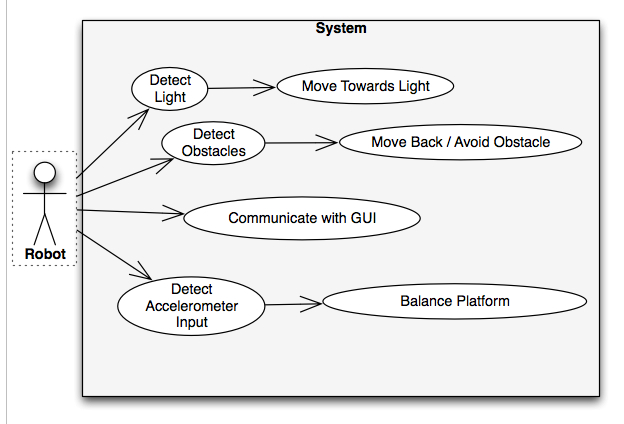 System
Detect
Light
Move Towards Light
Detect
Obstacles
Move Back / Avoid Obstacle
Communicate with GUI
Robot
Detect
Accelerometer
Input
Balance Platform